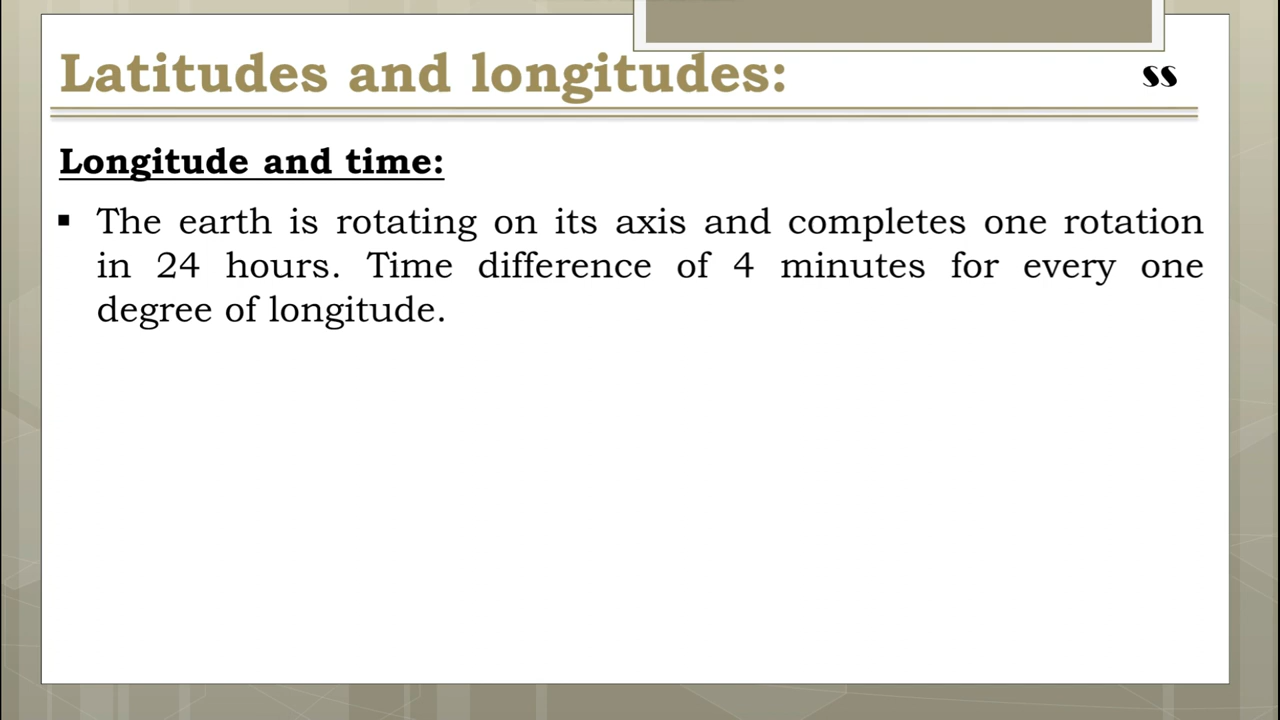 Latitudes and longitudes:
SS
Longitude and time:
▪ The earth is rotating on its axis and completes one rotation
in 24 hours. Time difference of 4 minutes for every one
degree of longitude.